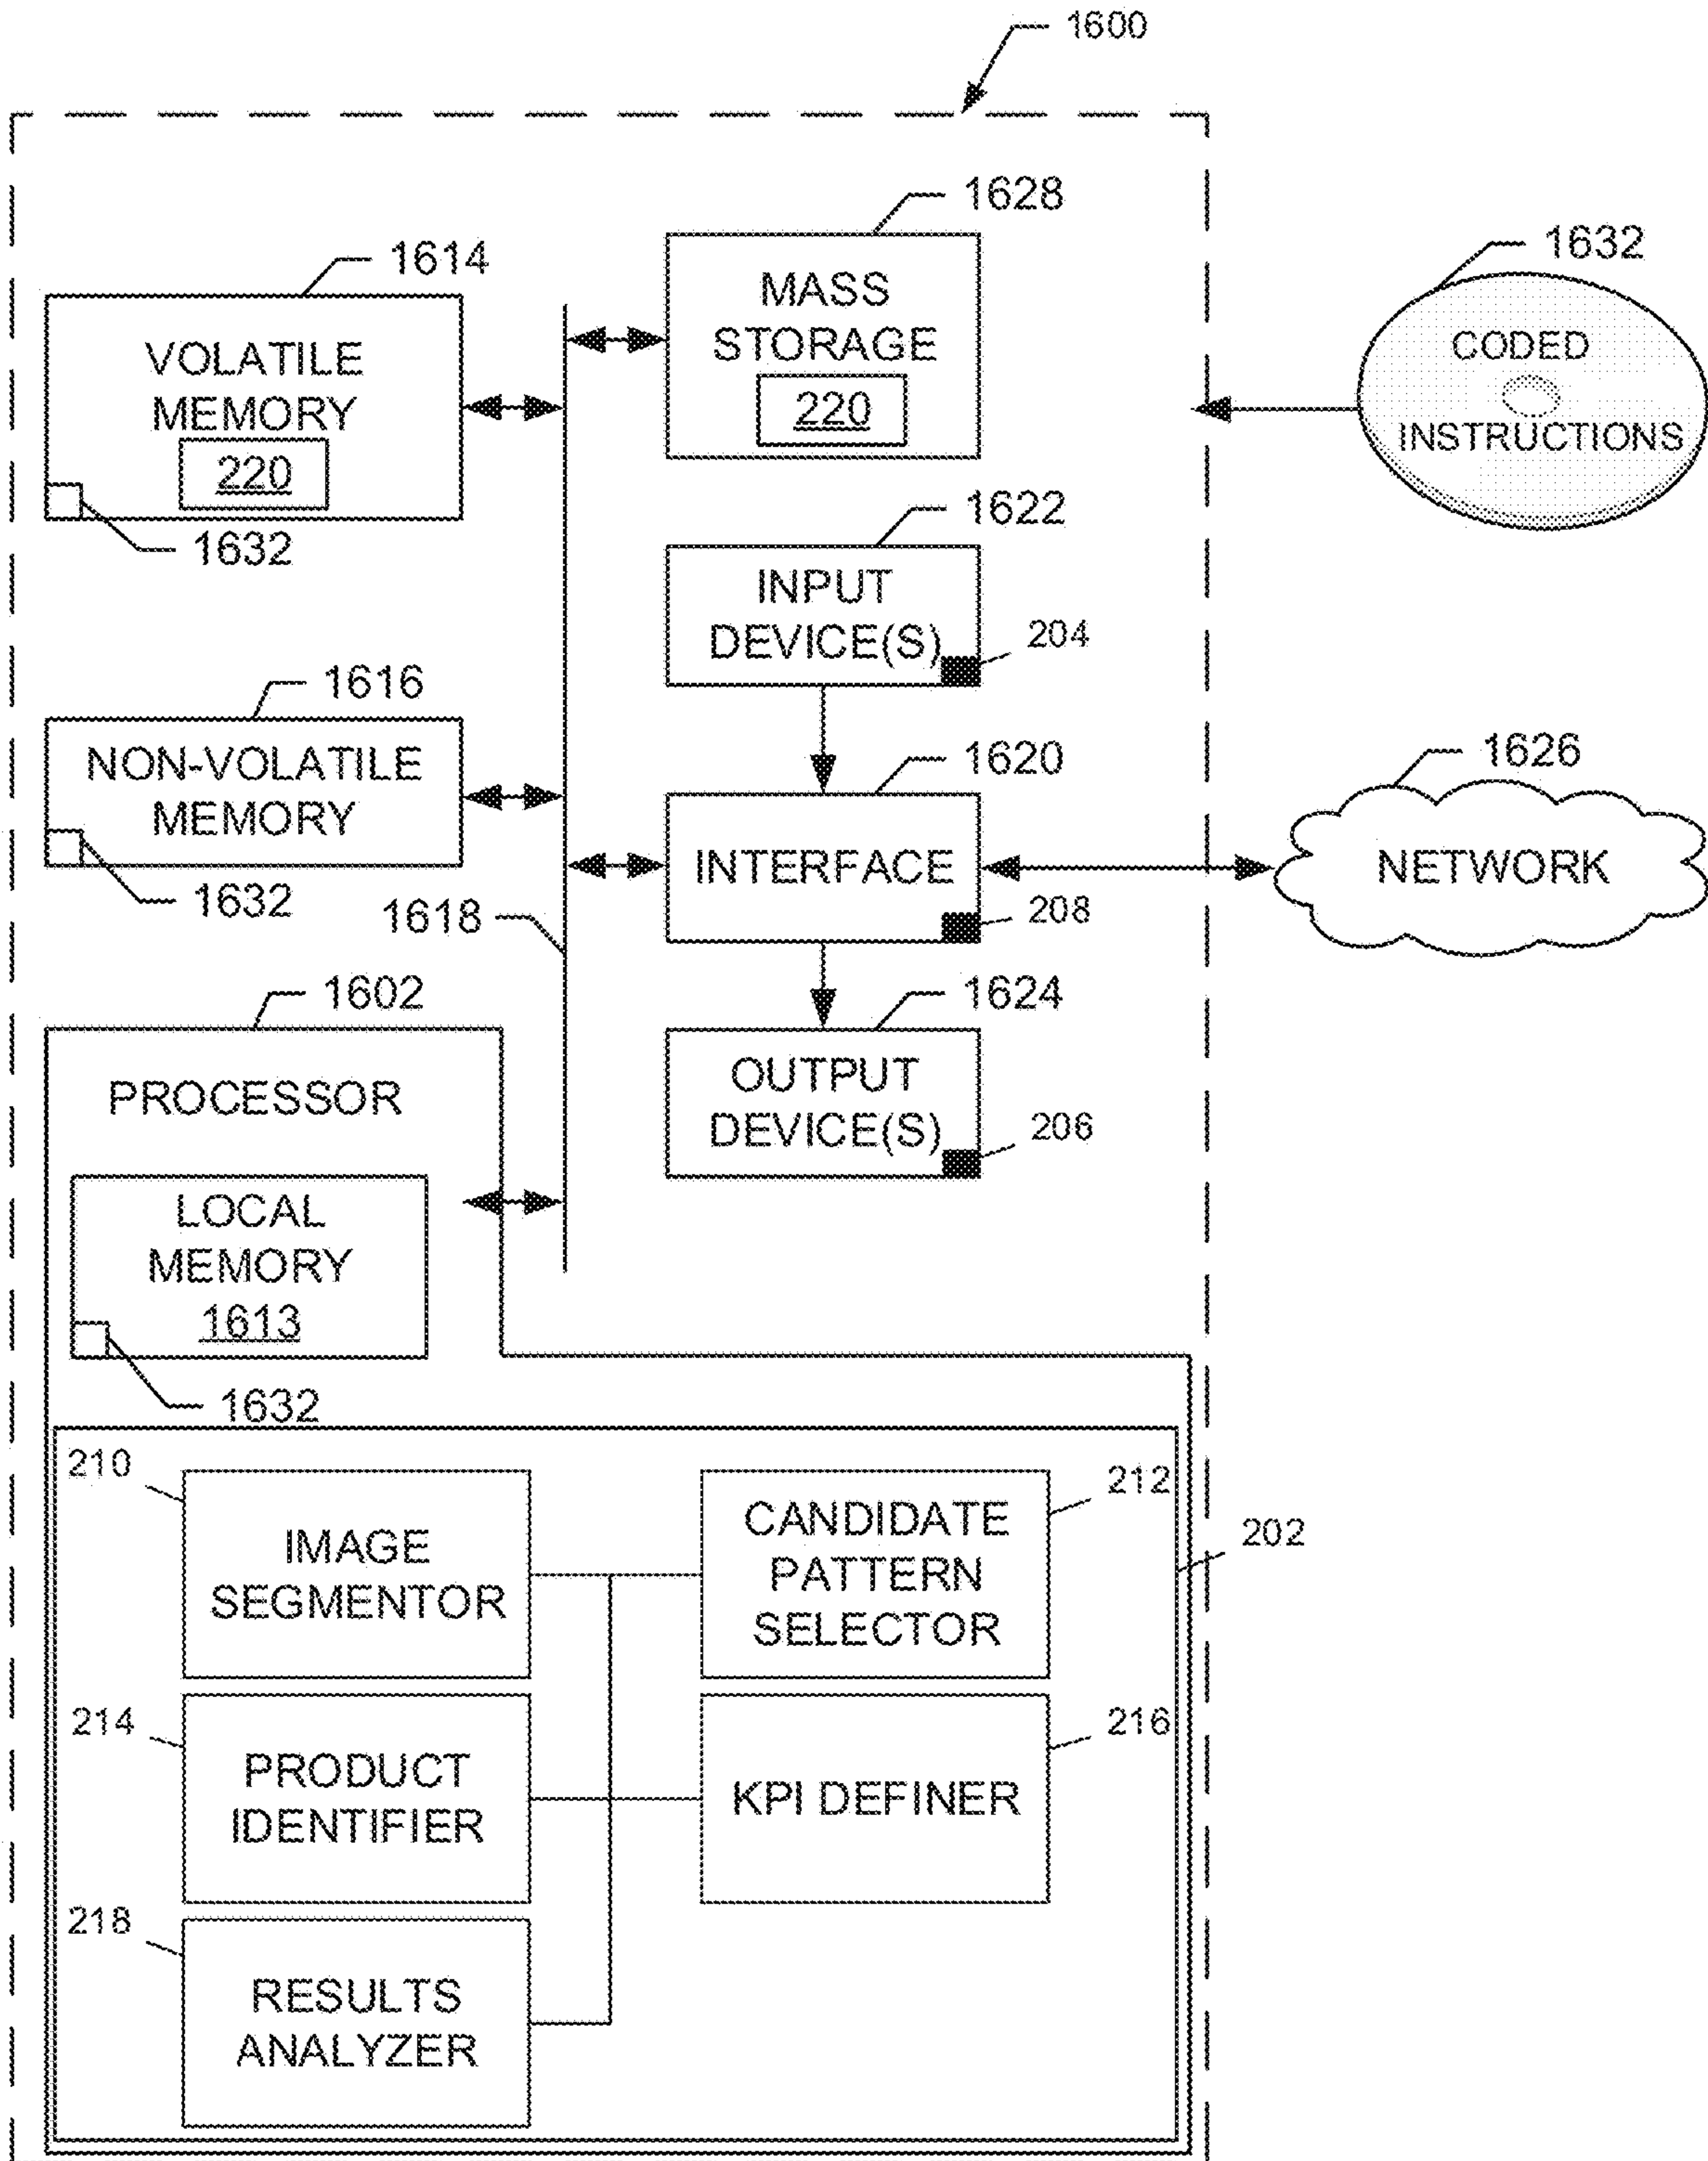 1600
1628
MASS
STORAGE
220
1614
VOLATILE
MEMORY
220
1632
1632
CODED
INSTRUCTIONS
1622
INPUT
DEVICE(S)
204
1616
NON-VOLATILE
MEMORY
1632
1620
INTERFACE
208
1626
NETWORK
1618
1624
OUTPUT
DEVICE(S)
206
1602
PROCESSOR
LOCAL
MEMORY
1613
1632
210
IMAGE
SEGMENTOR
212
CANDIDATE
PATTERN
SELECTOR
202
214
PRODUCT
IDENTIFIER
216
KPI DEFINER
218
RESULTS
ANALYZER